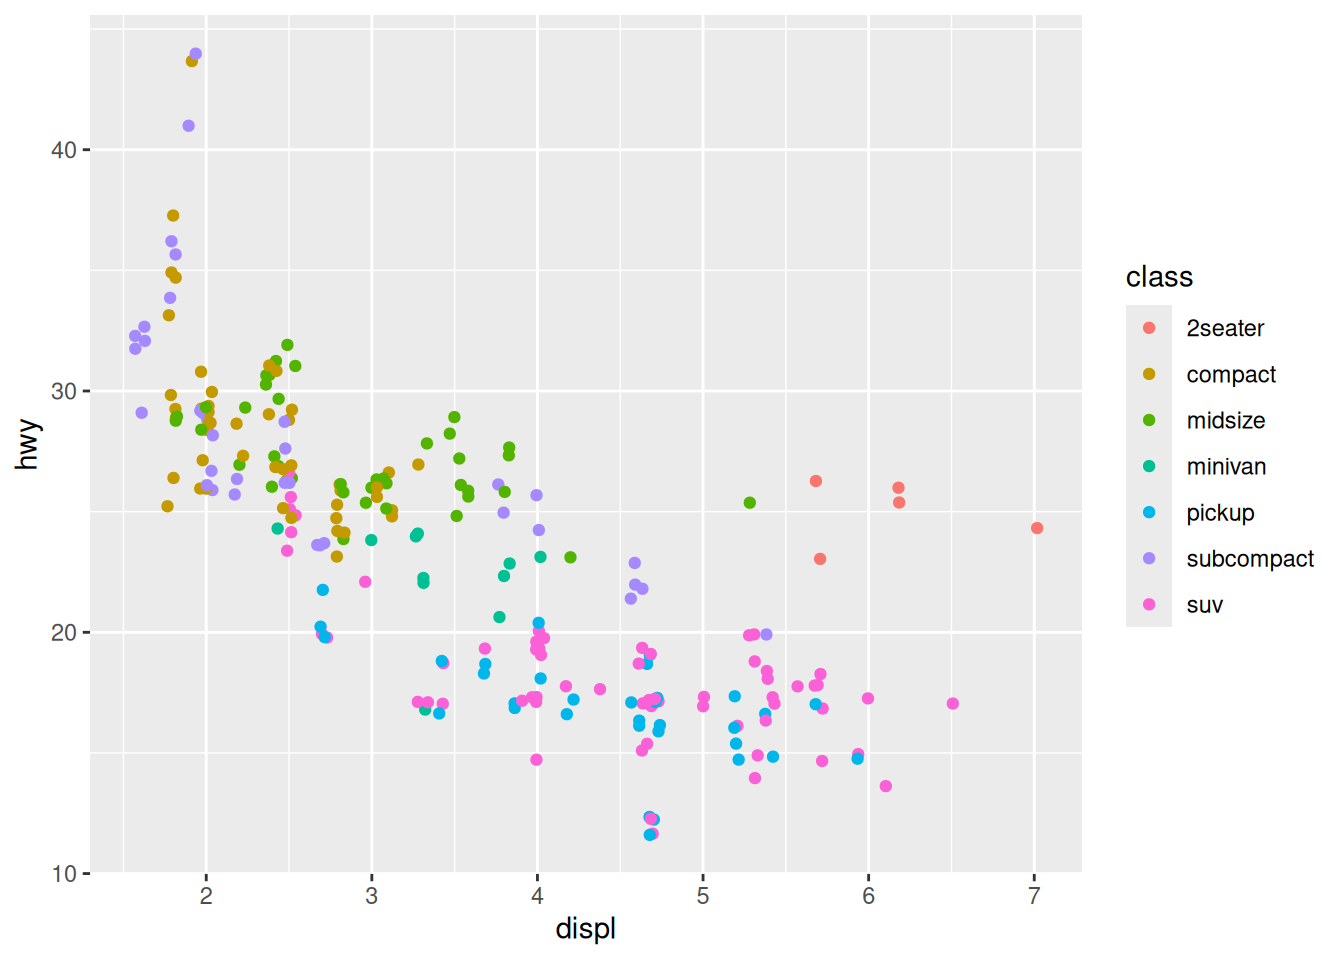 hwy
40
30
20
10
2 3 4 5 6 7
displ
class
2seater
compact
midsize
minivan
pickup
subcompact
suv